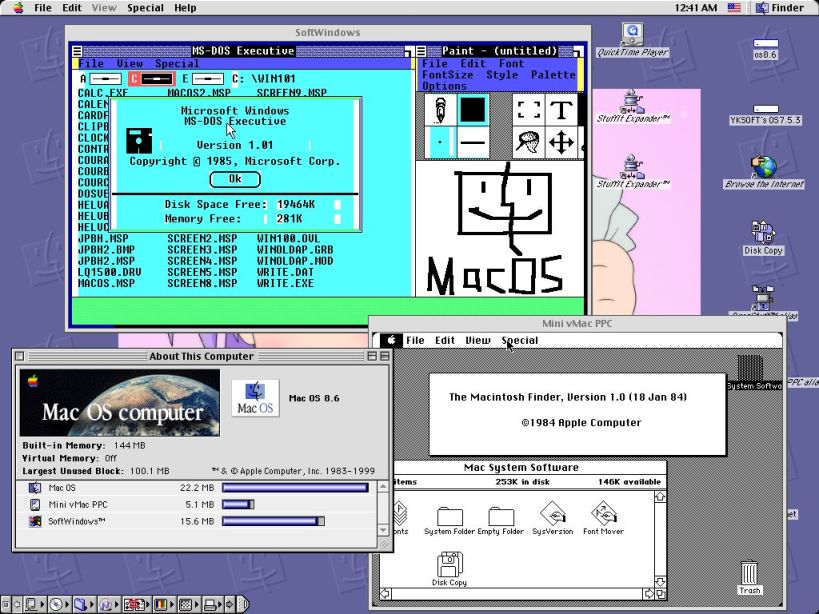 File Edit View Special Help
12:41 AM
Finder
SoftWindows
MS-DOS Executive
File View Special
A C E C: \WIN101
CALC.EXE MACOS2.MSP SCREEN9.MSP
CALEN
CARDF
CLIPB
CLOCK
CONTR
COURA
COURB
COURC
DOSVE
HELVA
HELVB
HELVC
JPBH.MSP SCREEN2.MSP WIN100.OVL
JPBH2.BMP SCREEN3.MSP WINOLDAP.GRB
JPBH2.MSP SCREEN4.MSP WINOLDAP.MOD
LQ1500.DRV SCREEN5.MSP WRITE.DAT
MACOS.MSP SCREEN8.MSP WRITE.EXE
Microsoft Windows
MS-DOS Executive
Version 1.01
Copyright © 1985, Microsoft Corp.
Ok
Disk Space Free: 19464K
Memory Free: 281K
Paint - (untitled)
File Edit Font
FontSize Style Palette
Options
T
MacOS
QuickTime Player
os8.6
StuffIt Expander™
YKSOFT's OS7.5.3
StuffIt Expander™
Browse the Internet
Disk Copy
Mini vMac PPC
File Edit View Special
The Macintosh Finder, Version 1.0 (18 Jan 84)
©1984 Apple Computer
System Softwa
Mac System Software
items 253K in disk 146K available
onts System Folder Empty Folder SysVersion Font Mover
Disk Copy
Trash
About This Computer
Mac OS computer
Mac OS
Mac OS 8.6
Built-in Memory: 144 MB
Virtual Memory: Off
Largest Unused Block: 100.1 MB
™ & © Apple Computer, Inc. 1983-1999
Mac OS 22.2 MB
Mini vMac PPC 5.1 MB
SoftWindows™ 15.6 MB